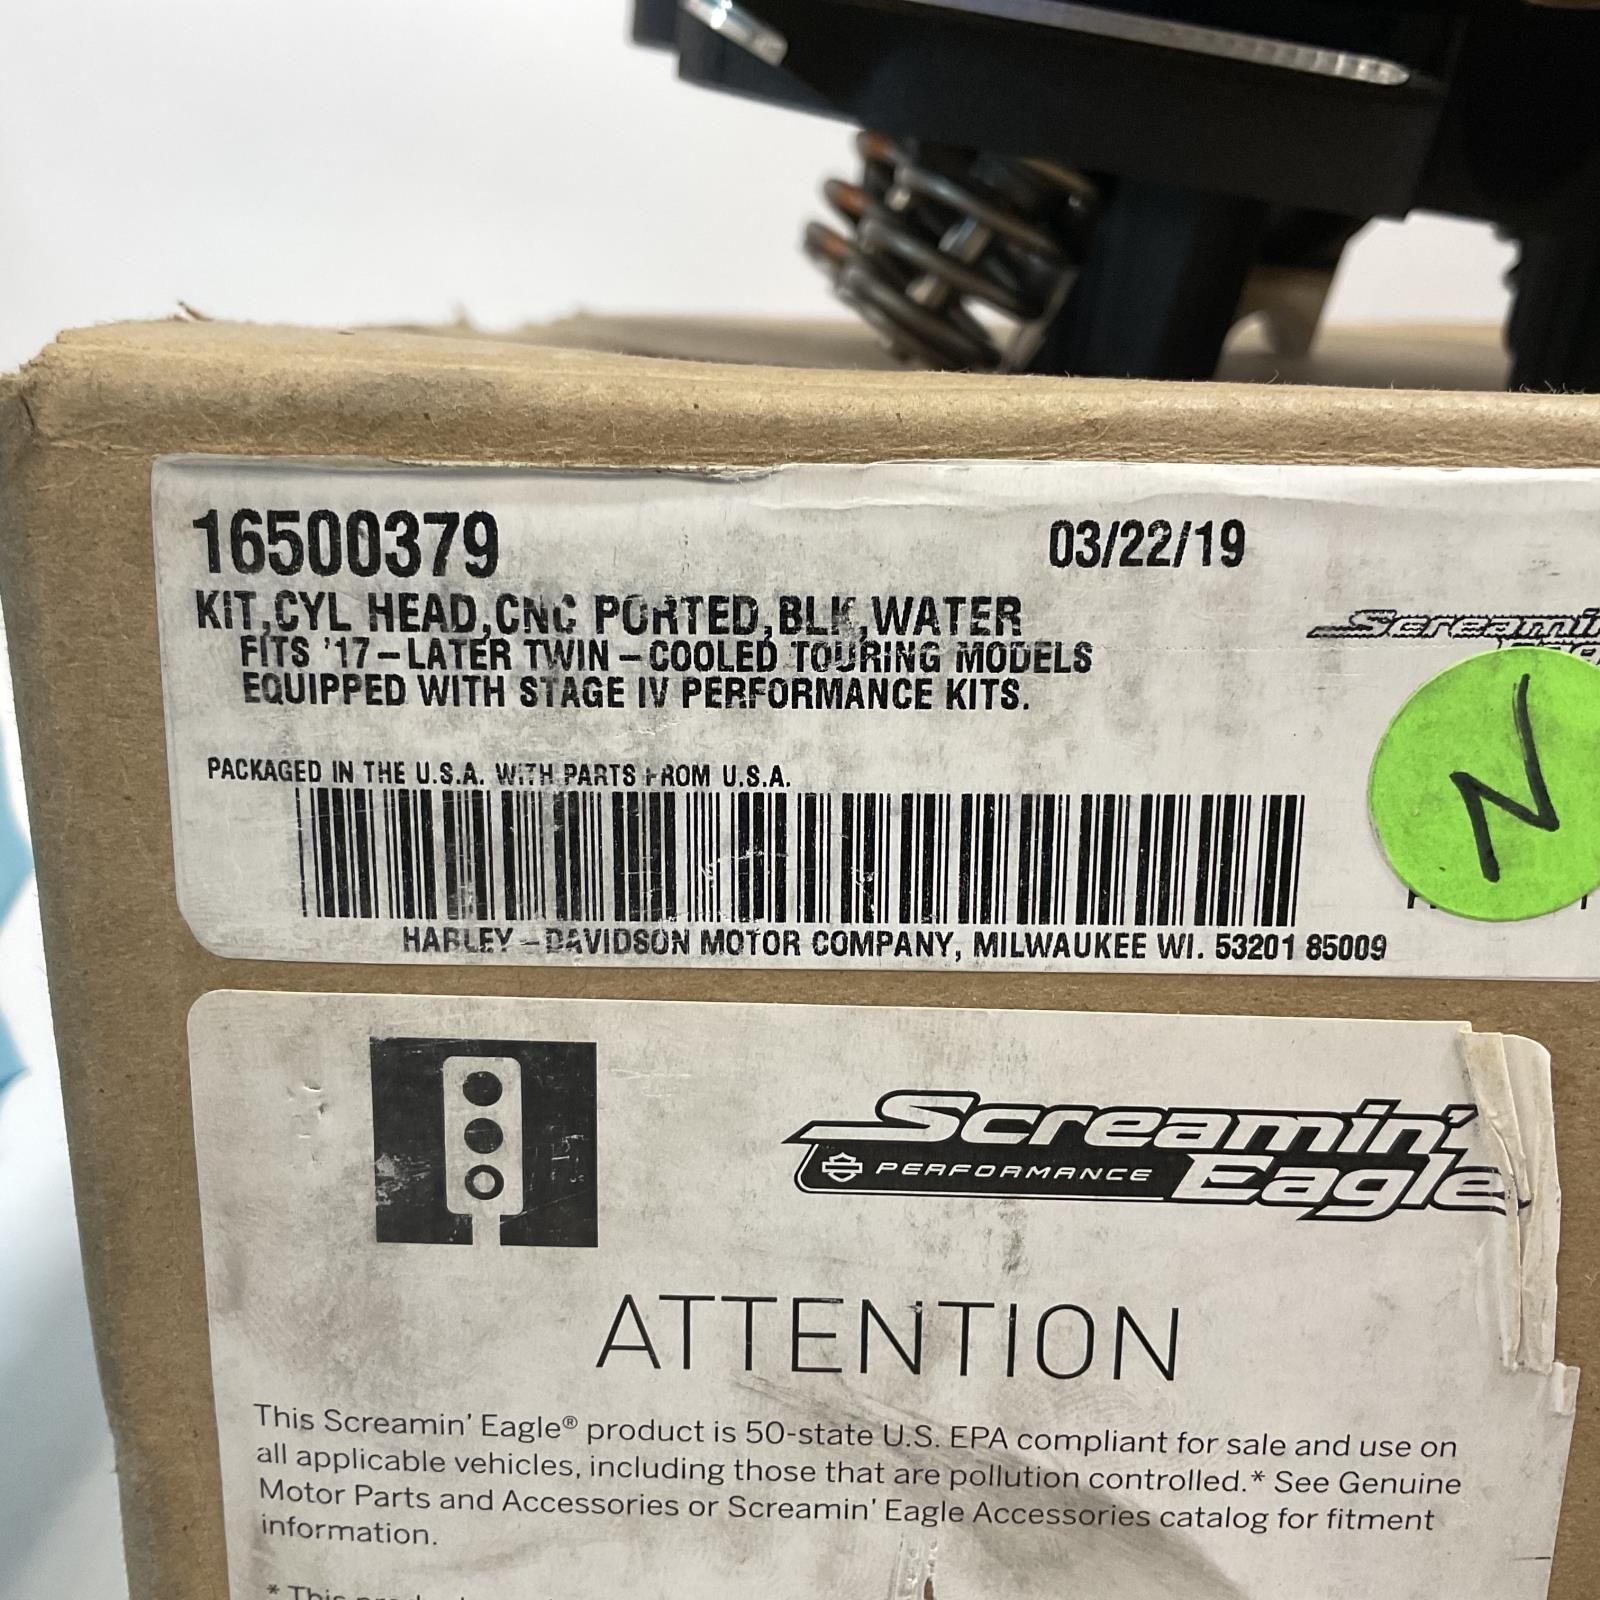 16500379 03/22/19
KIT,CYL HEAD,CNC PORTED,BLK,WATER
FITS '17-LATER TWIN-COOLED TOURING MODELS
EQUIPPED WITH STAGE IV PERFORMANCE KITS.
PACKAGED IN THE U.S.A. WITH PARTS FROM U.S.A.
HARLEY-DAVIDSON MOTOR COMPANY, MILWAUKEE WI. 53201 85009
N
Screamin'
PERFORMANCE Eagle
ATTENTION
This Screamin' Eagle® product is 50-state U.S. EPA compliant for sale and use on
all applicable vehicles, including those that are pollution controlled.* See Genuine
Motor Parts and Accessories or Screamin' Eagle Accessories catalog for fitment
information.
* This